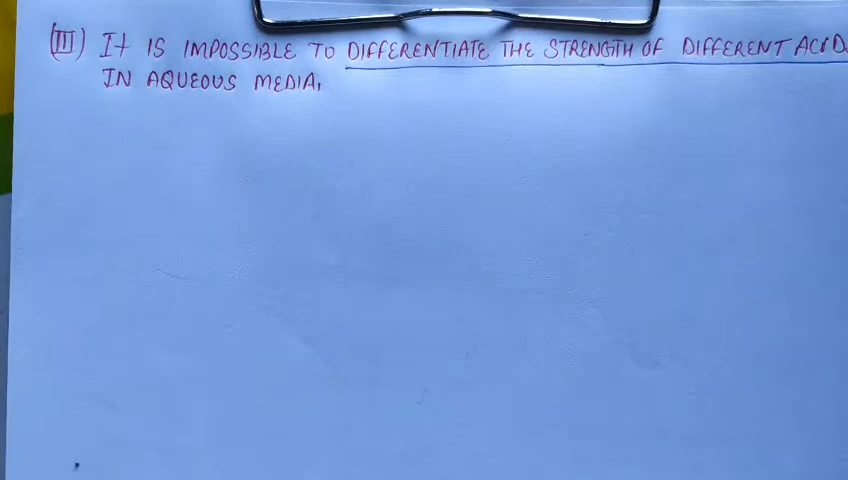 (III) It IS IMPOSSIBLE TO DIFFERENTIATE THE STRENGTH OF DIFFERENT ACID
IN AQUEOUS MEDIA,